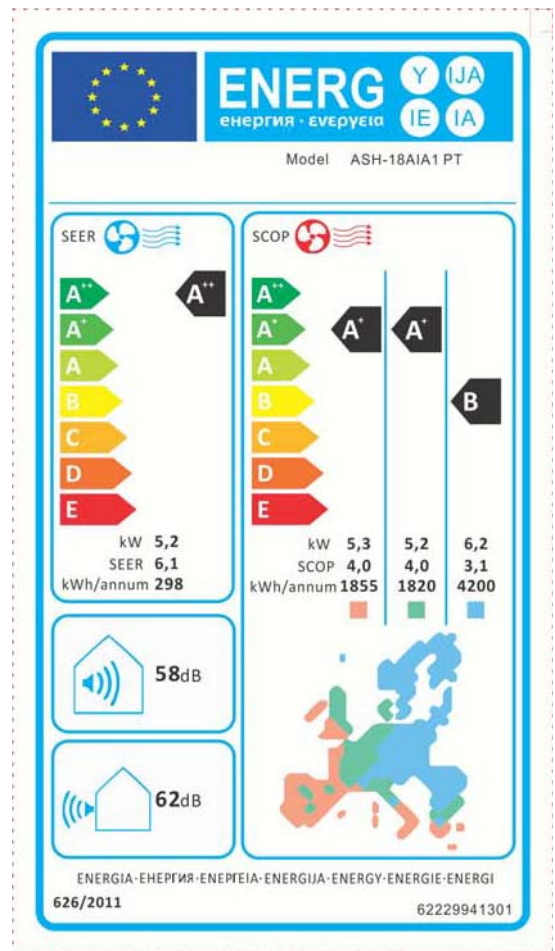 ENERG
енергия · ενεργεια
Y IJA
IE IA
Model ASH-18AIA1 PT
SEER
A++ A++
A+
A
B
C
D
E
kW 5,2
SEER 6,1
kWh/annum 298
SCOP
A++
A+ A+ A+
A
B B
C
D
E
kW 5,3 5,2 6,2
SCOP 4,0 4,0 3,1
kWh/annum 1855 1820 4200
58dB
62dB
ENERGIA·ЕНЕРГИЯ·ΕΝΕΡΓΕΙΑ·ENERGIJA·ENERGY·ENERGIE·ENERGI
626/2011
62229941301